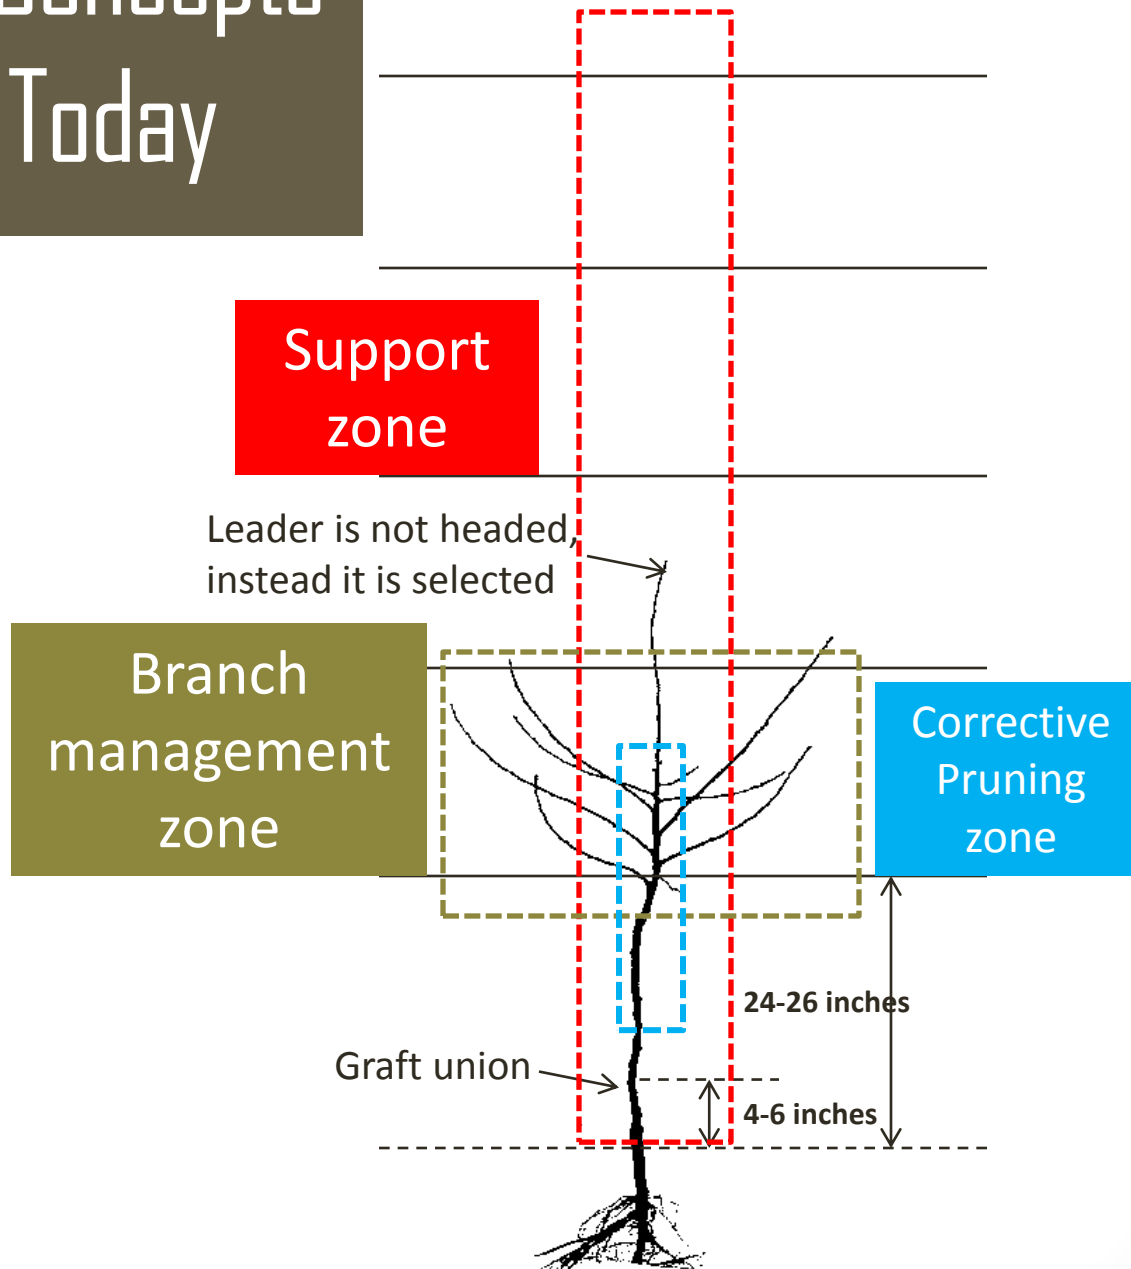 Concepts
Today
Support
zone
Leader is not headed,
instead it is selected
Branch
management
zone
Corrective
Pruning
zone
24-26 inches
Graft union
4-6 inches